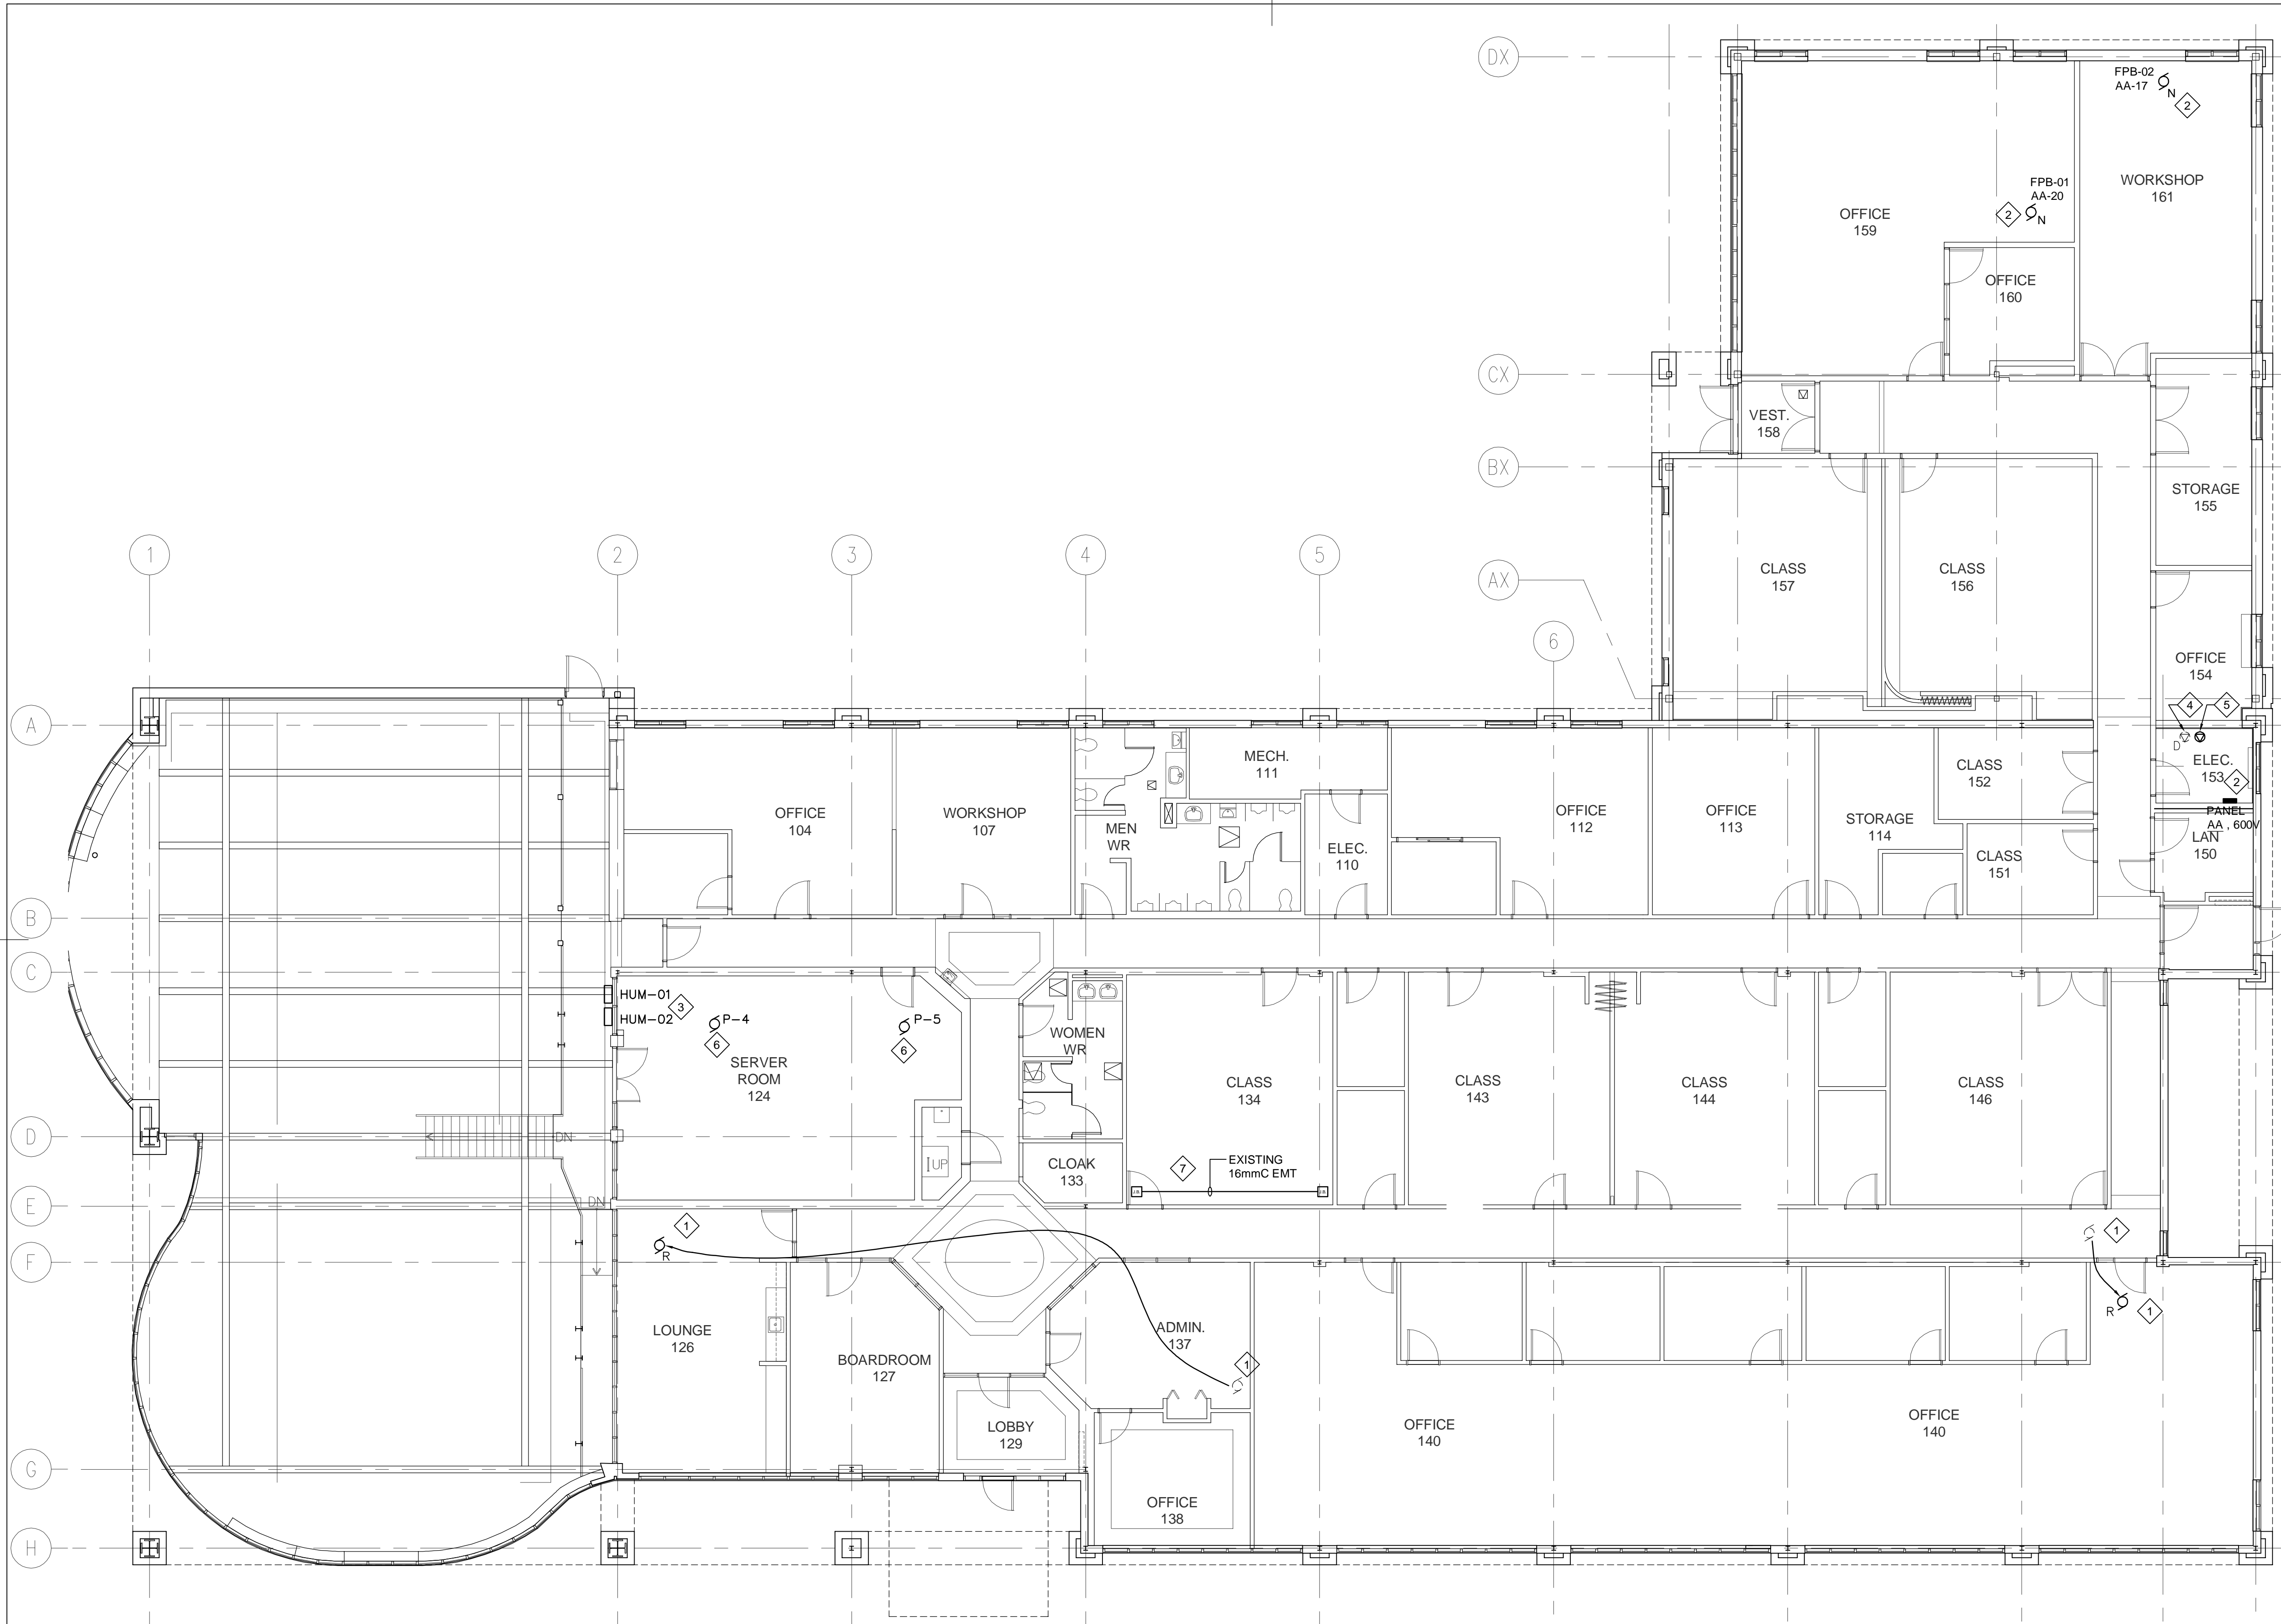 DX
FPB-02
AA-17
N
2
WORKSHOP
161
FPB-01
AA-20
2
N
OFFICE
159
OFFICE
160
CX
VEST.
158
BX
STORAGE
155
1
2
3
4
5
AX
CLASS
157
CLASS
156
6
OFFICE
154
4
5
D
A
MECH.
111
ELEC.
153
2
CLASS
152
OFFICE
104
WORKSHOP
107
MEN
WR
OFFICE
112
OFFICE
113
STORAGE
114
PANEL
AA , 600V
LAN
150
ELEC.
110
CLASS
151
B
C
HUM-01
3
HUM-02
P-4
6
P-5
6
SERVER
ROOM
124
WOMEN
WR
CLASS
134
CLASS
143
CLASS
144
CLASS
146
D
DN
UP
CLOAK
133
7
EXISTING
16mmC EMT
J.B.
J.B.
E
DN
1
R
1
F
R
1
LOUNGE
126
ADMIN.
137
1
BOARDROOM
127
LOBBY
129
OFFICE
140
OFFICE
140
G
OFFICE
138
H